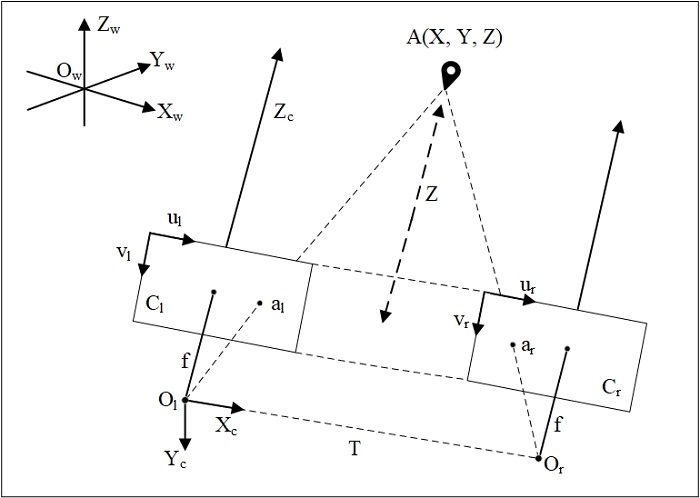 Z_w
A(X, Y, Z)
Y_w
O_w
X_w
Z_c
Z
u_l
v_l
u_r
v_r
C_l
a_l
a_r
C_r
f
f
O_l
X_c
T
Y_c
O_r